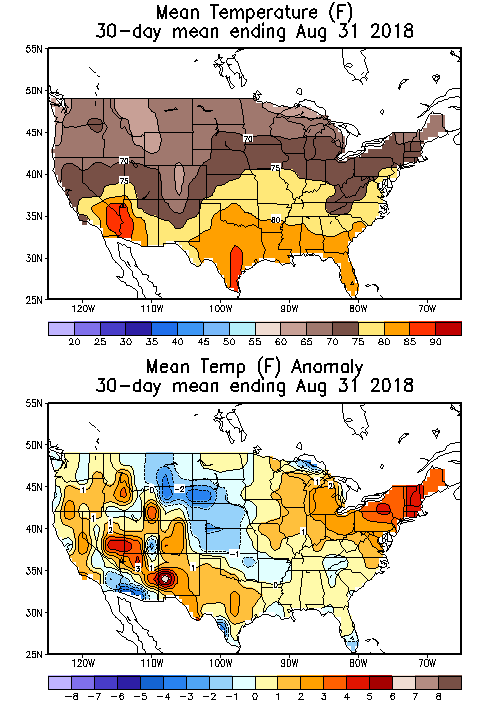 Mean Temperature (F)
30-day mean ending Aug 31 2018
55N
50N
45N
40N
35N
30N
25N
70
70
75
75
80
120W 110W 100W 90W 80W 70W
20 25 30 35 40 45 50 55 60 65 70 75 80 85 90
Mean Temp (F) Anomaly
30-day mean ending Aug 31 2018
55N
50N
45N
40N
35N
30N
25N
120W 110W 100W 90W 80W 70W
-8 -7 -6 -5 -4 -3 -2 -1 0 1 2 3 4 5 6 7 8